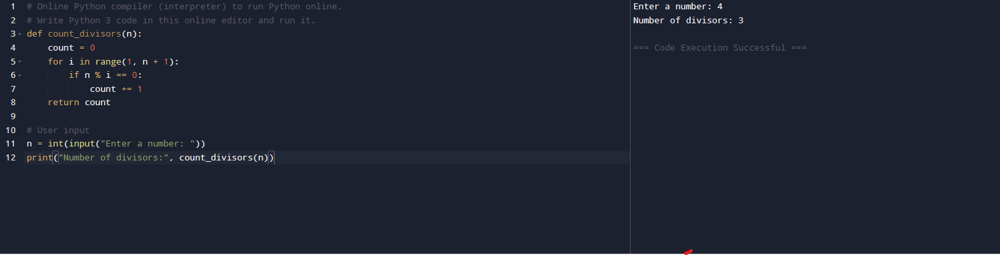 1 # Online Python compiler (interpreter) to run Python online.
2 # Write Python 3 code in this online editor and run it.
3 def count_divisors(n):
4     count = 0
5     for i in range(1, n + 1):
6         if n % i == 0:
7             count += 1
8     return count
9
10 # User input
11 n = int(input("Enter a number: "))
12 print("Number of divisors:", count_divisors(n))
Enter a number: 4
Number of divisors: 3
=== Code Execution Successful ===